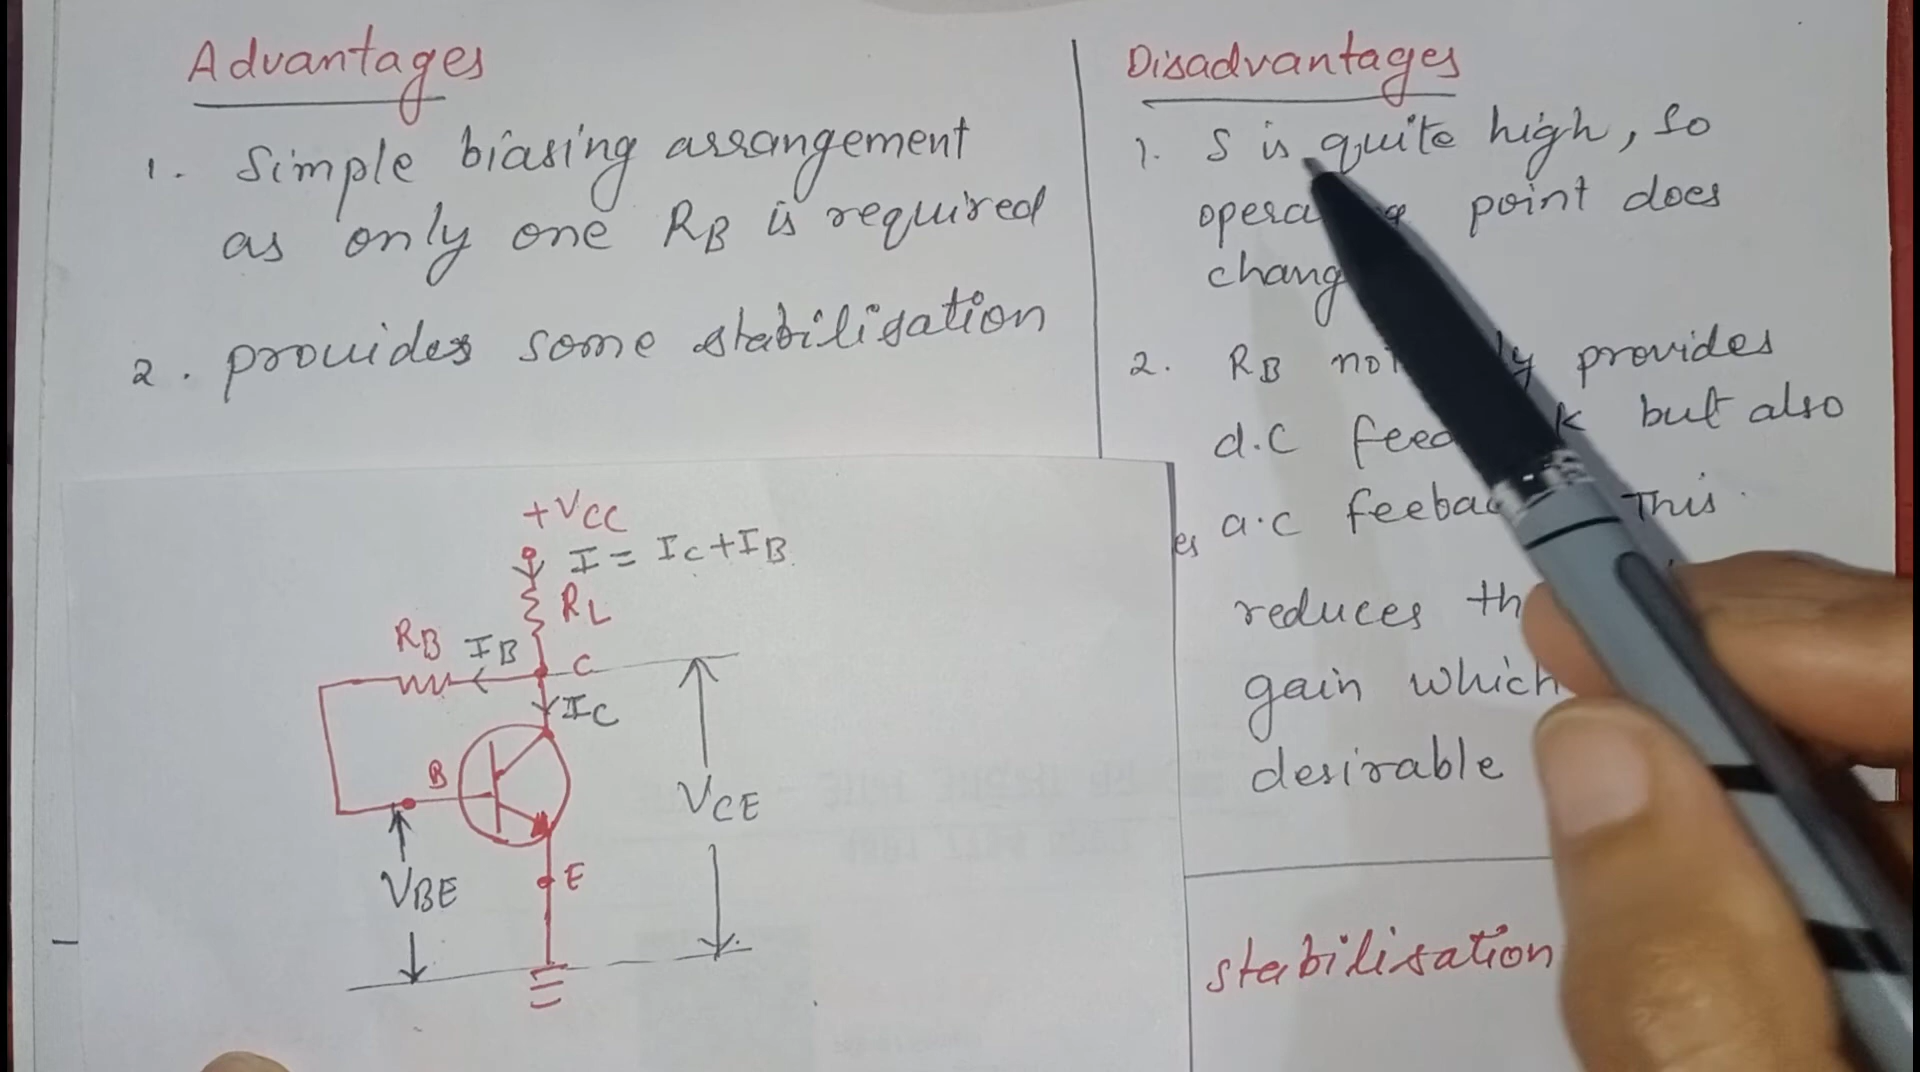 Advantages
1. Simple biasing arrangement
as only one RB is required
2. provides some stabilisation
Disadvantages
1. S is quite high, so
point does
2. RB provides
d.c but also
a.c This
reduces
gain which
desirable
es
+VCC
I = IC+IB
RL
RB IB
C
IC
B
VCE
VBE
E
stabilisation